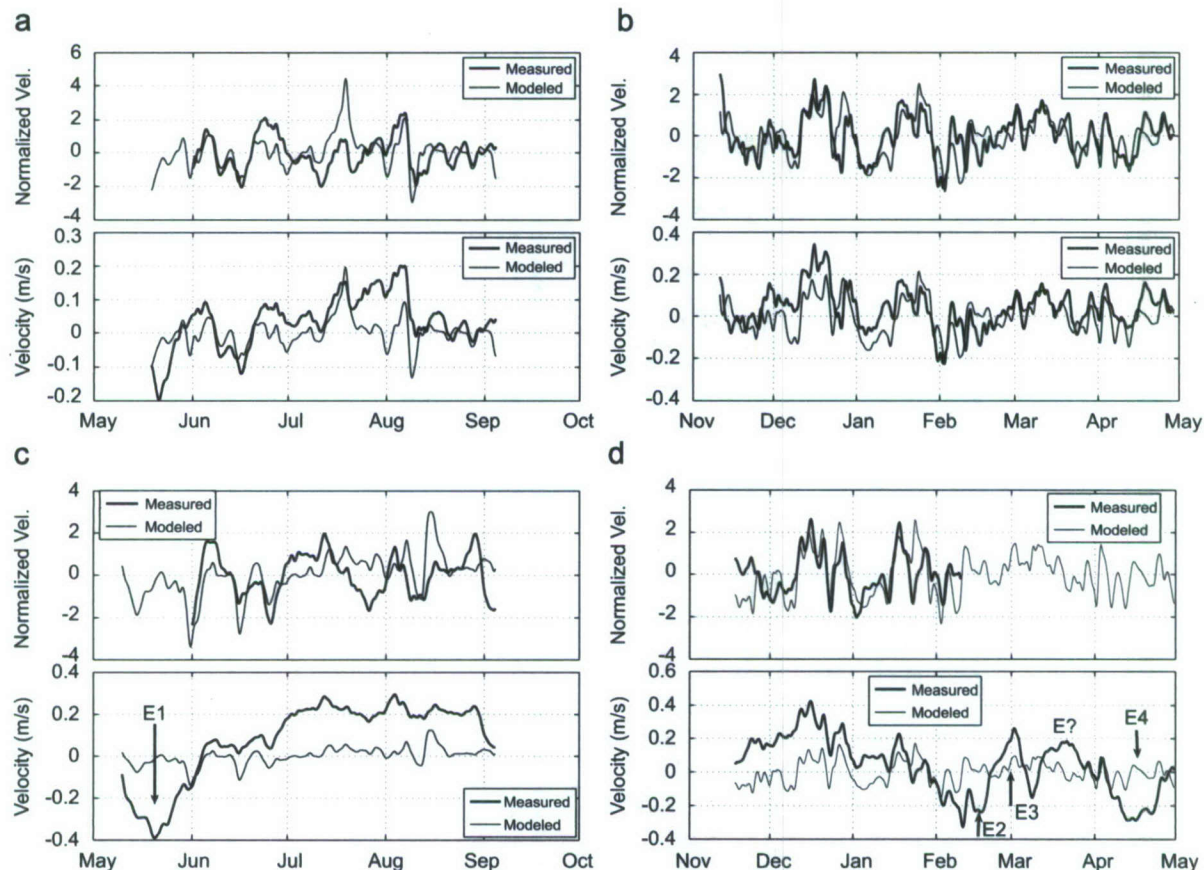 a
Normalized Vel.
6
4
2
0
-2
-4
Measured
Modeled
Velocity (m/s)
0.3
0.2
0.1
0
-0.1
-0.2
Measured
Modeled
May Jun Jul Aug Sep Oct
b
Normalized Vel.
4
2
0
-2
-4
Measured
Modeled
Velocity (m/s)
0.4
0.2
0
-0.2
-0.4
Measured
Modeled
Nov Dec Jan Feb Mar Apr May
c
Normalized Vel.
4
2
0
-2
-4
Measured
Modeled
Velocity (m/s)
0.4
0.2
0
-0.2
-0.4
E1
Measured
Modeled
May Jun Jul Aug Sep Oct
d
Normalized Vel.
4
2
0
-2
-4
Measured
Modeled
Velocity (m/s)
0.6
0.4
0.2
0
-0.2
-0.4
Measured
Modeled
E?
E4
E3
E2
Nov Dec Jan Feb Mar Apr May